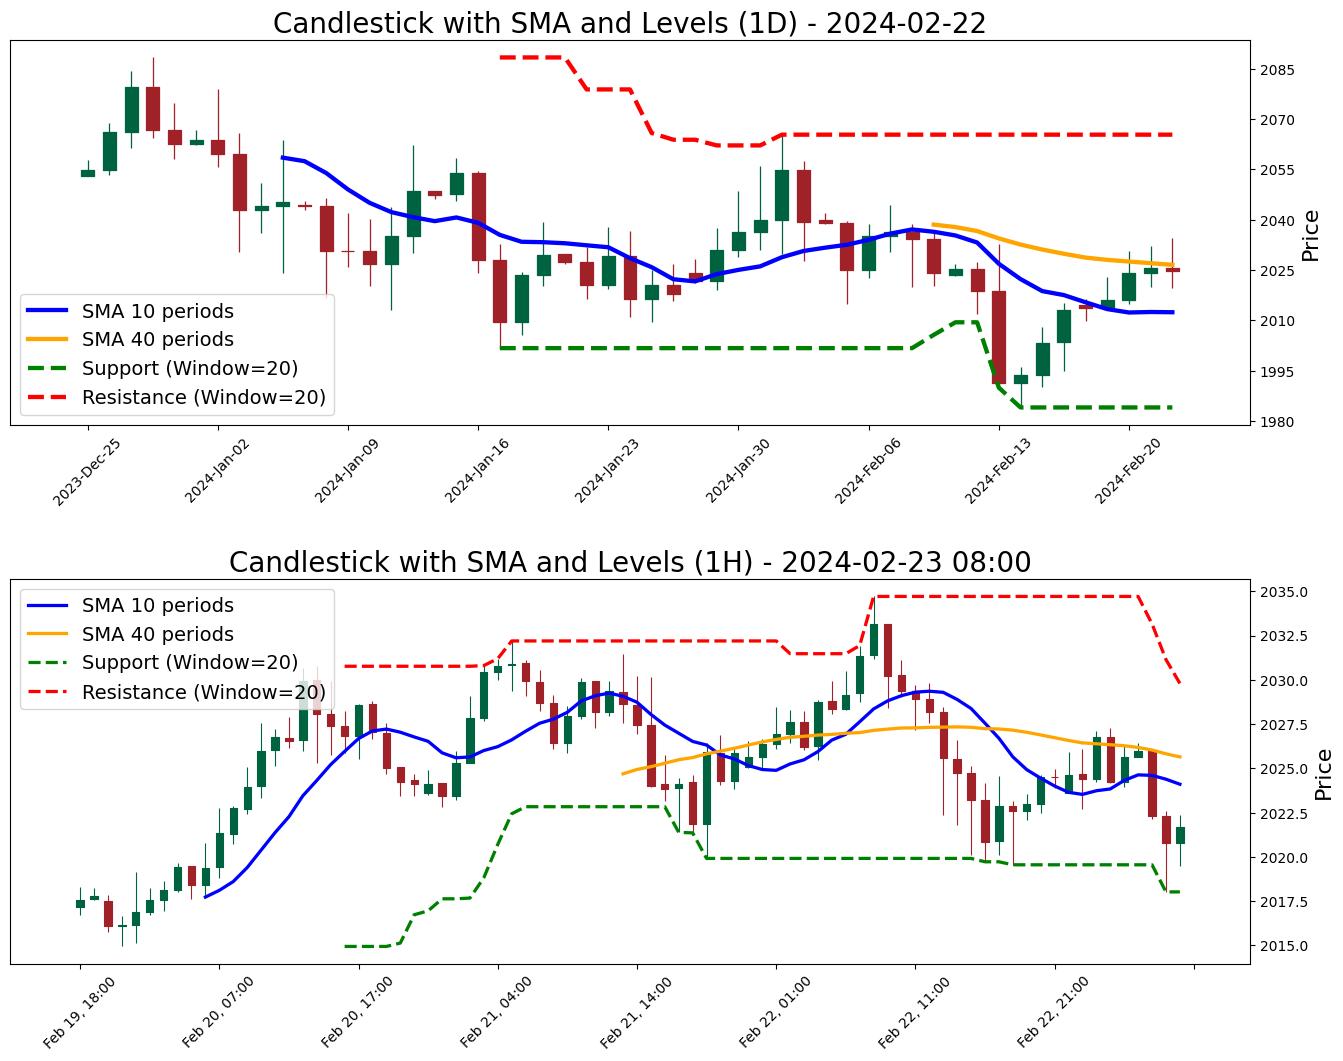 Candlestick with SMA and Levels (1D) - 2024-02-22
2085
2070
2055
2040
2025
2010
1995
1980
Price
SMA 10 periods
SMA 40 periods
Support (Window=20)
Resistance (Window=20)
2023-Dec-25
2024-Jan-02
2024-Jan-09
2024-Jan-16
2024-Jan-23
2024-Jan-30
2024-Feb-06
2024-Feb-13
2024-Feb-20
Candlestick with SMA and Levels (1H) - 2024-02-23 08:00
SMA 10 periods
SMA 40 periods
Support (Window=20)
Resistance (Window=20)
2035.0
2032.5
2030.0
2027.5
2025.0
2022.5
2020.0
2017.5
2015.0
Price
Feb 19, 18:00
Feb 20, 07:00
Feb 20, 17:00
Feb 21, 04:00
Feb 21, 14:00
Feb 22, 01:00
Feb 22, 11:00
Feb 22, 21:00